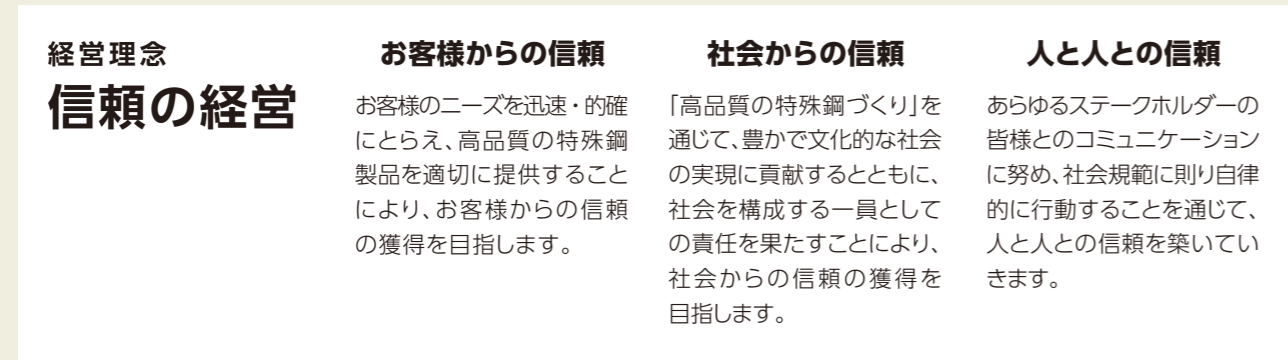 経営理念
信頼の経営
お客様からの信頼
お客様のニーズを迅速・的確
にとらえ、高品質の特殊鋼
製品を適切に提供すること
により、お客様からの信頼
の獲得を目指します。
社会からの信頼
「高品質の特殊鋼づくり」を
通じて、豊かで文化的な社会
の実現に貢献するとともに、
社会を構成する一員として
の責任を果たすことにより、
社会からの信頼の獲得を
目指します。
人と人との信頼
あらゆるステークホルダーの
皆様とのコミュニケーション
に努め、社会規範に則り自律
的に行動することを通じて、
人と人との信頼を築いてい
きます。